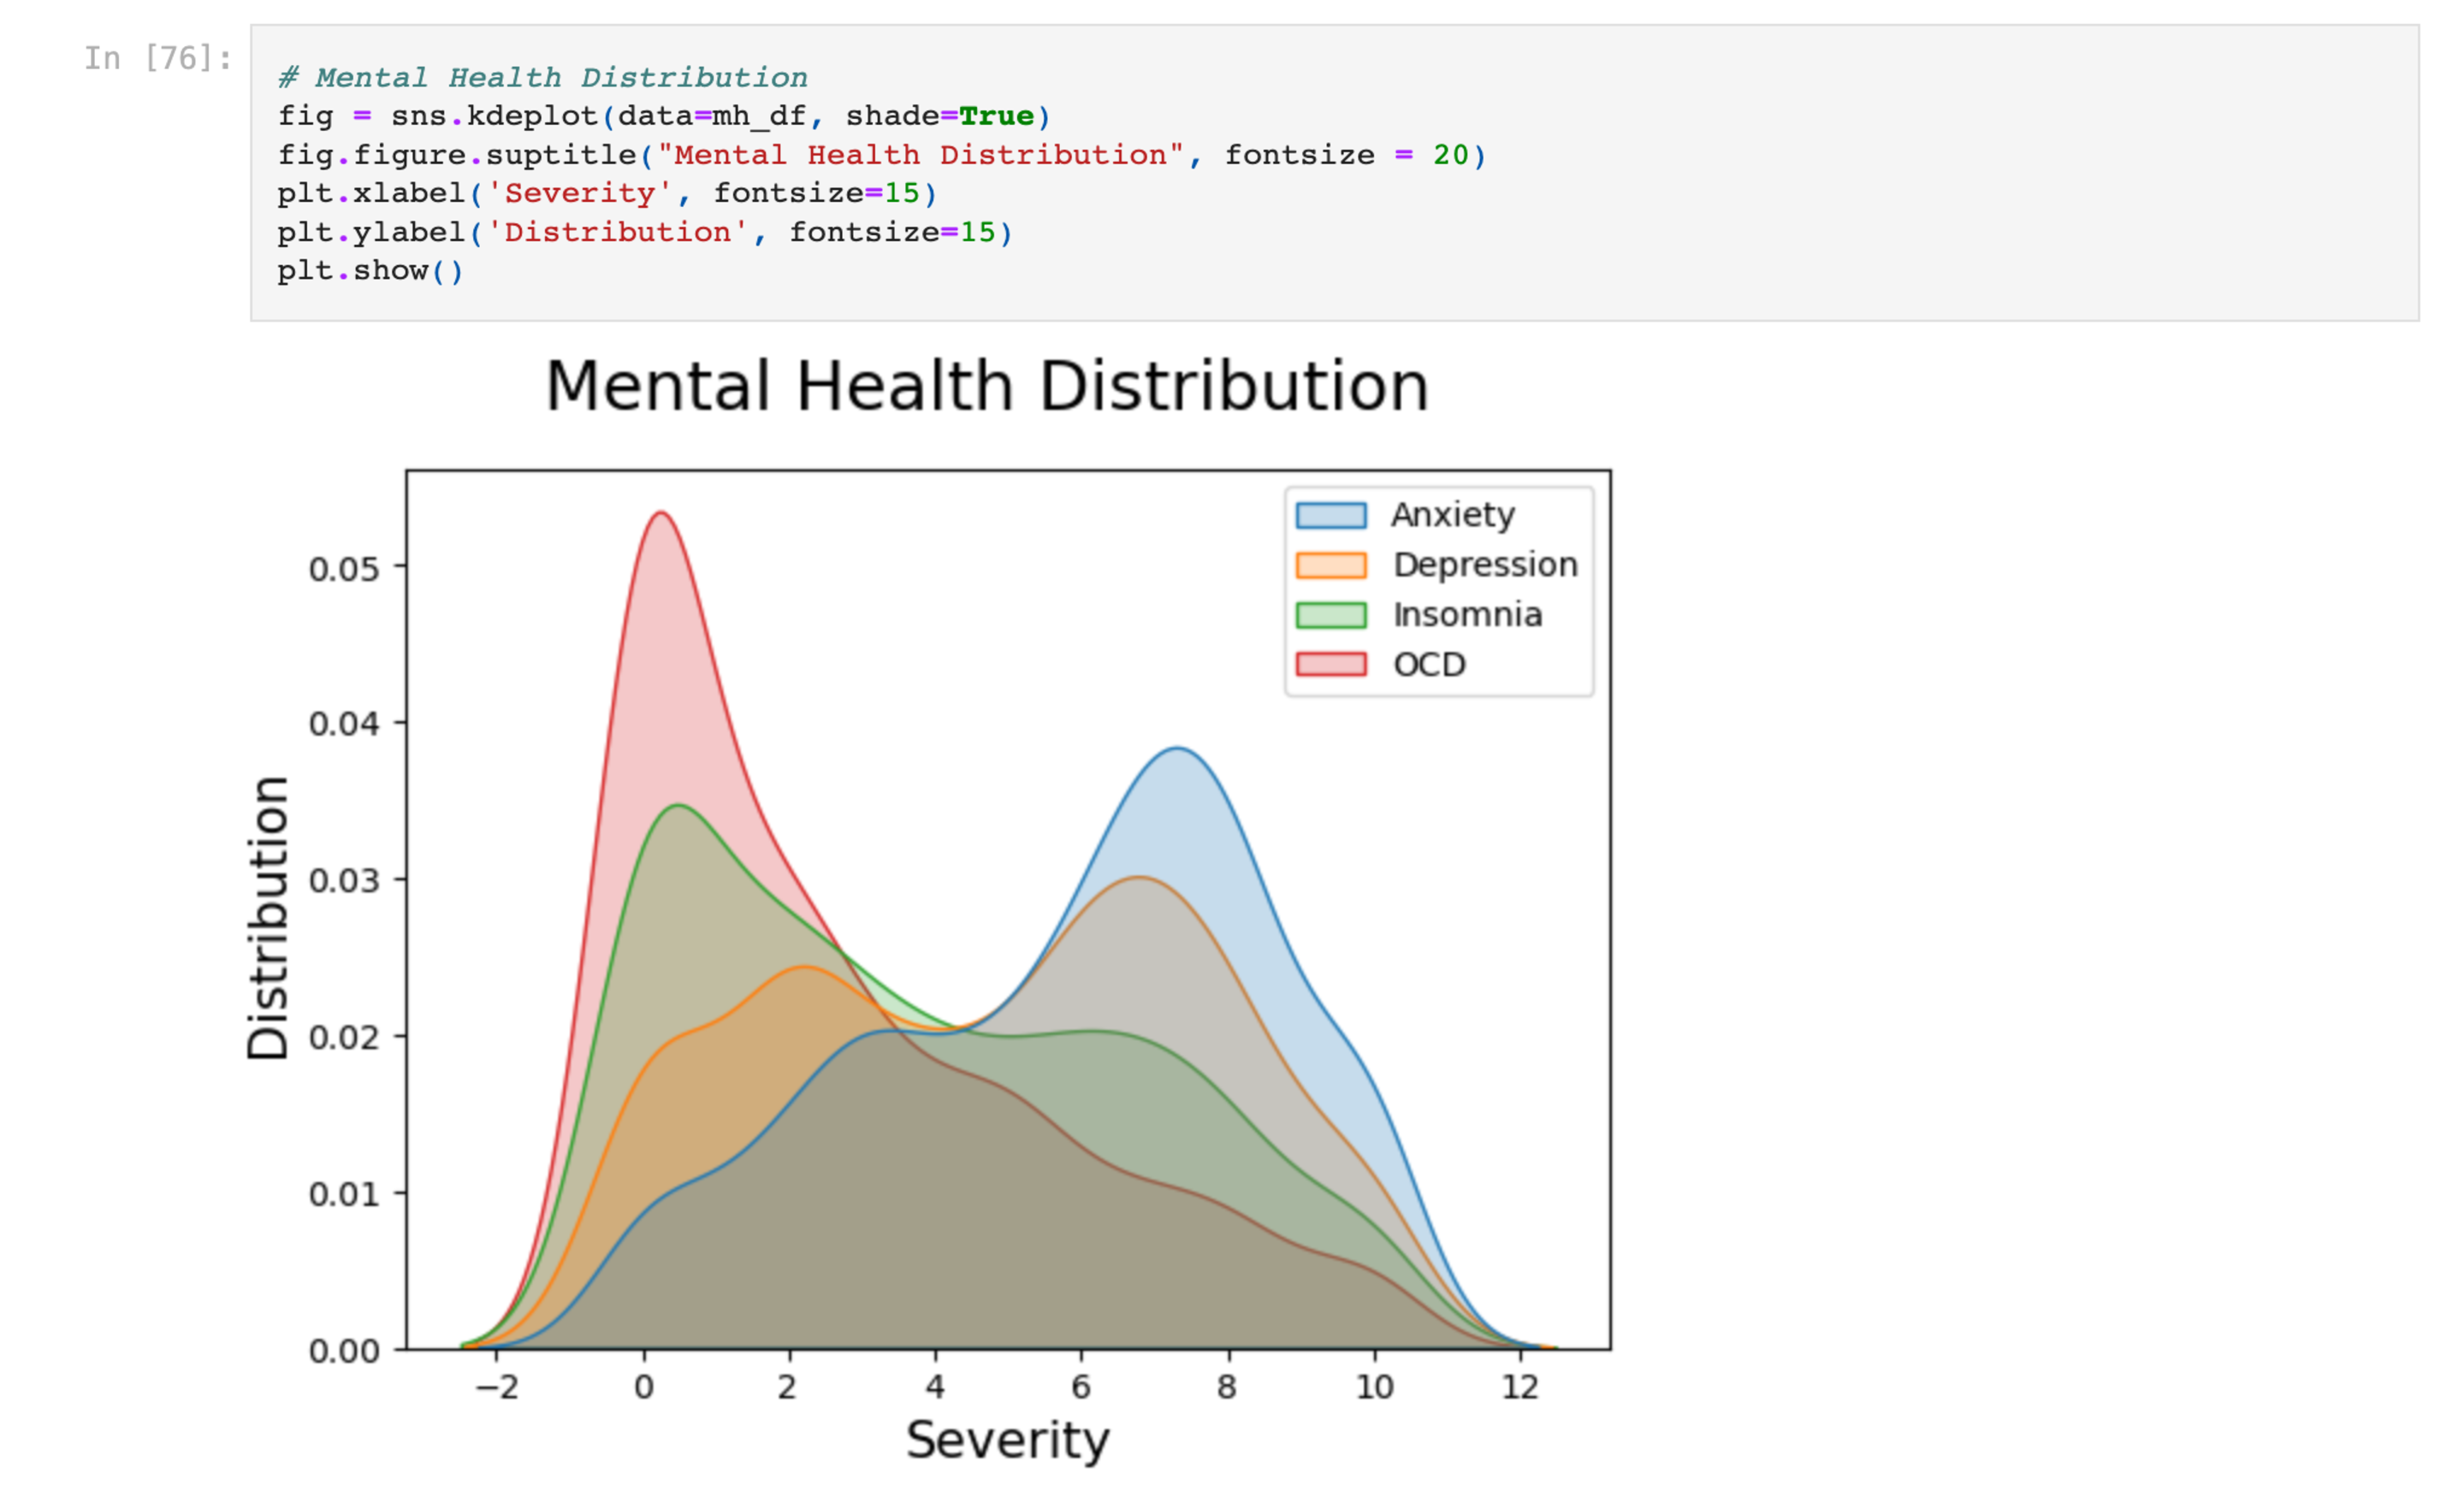 In [76]:
# Mental Health Distribution
fig = sns.kdeplot(data=mh_df, shade=True)
fig.figure.suptitle("Mental Health Distribution", fontsize = 20)
plt.xlabel('Severity', fontsize=15)
plt.ylabel('Distribution', fontsize=15)
plt.show()
Mental Health Distribution
Anxiety
Depression
Insomnia
OCD
Distribution
0.05
0.04
0.03
0.02
0.01
0.00
−2 0 2 4 6 8 10 12
Severity